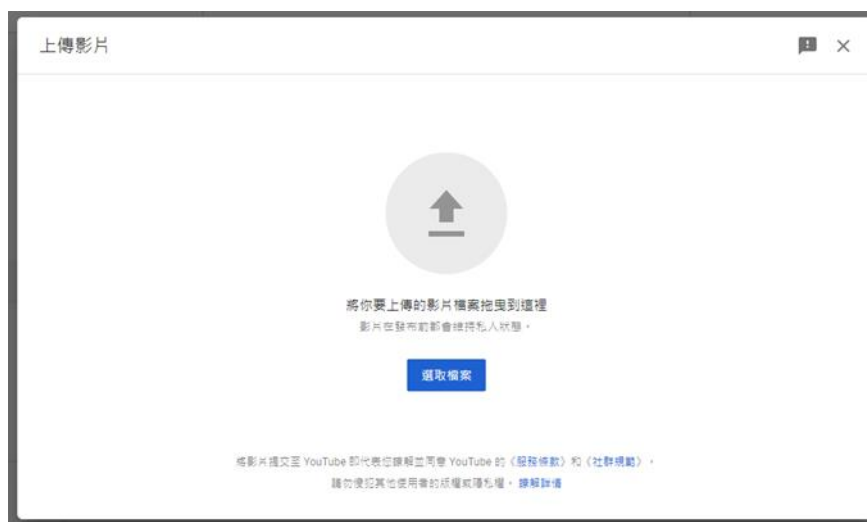 上傳影片
將你要上傳的影片檔案拖曳到這裡
影片在發布前都會維持私人狀態。
選取檔案
將影片提交至 YouTube 即代表您瞭解並同意 YouTube 的《服務條款》和《社群規範》。
請勿侵犯其他使用者的版權或隱私權。瞭解詳情